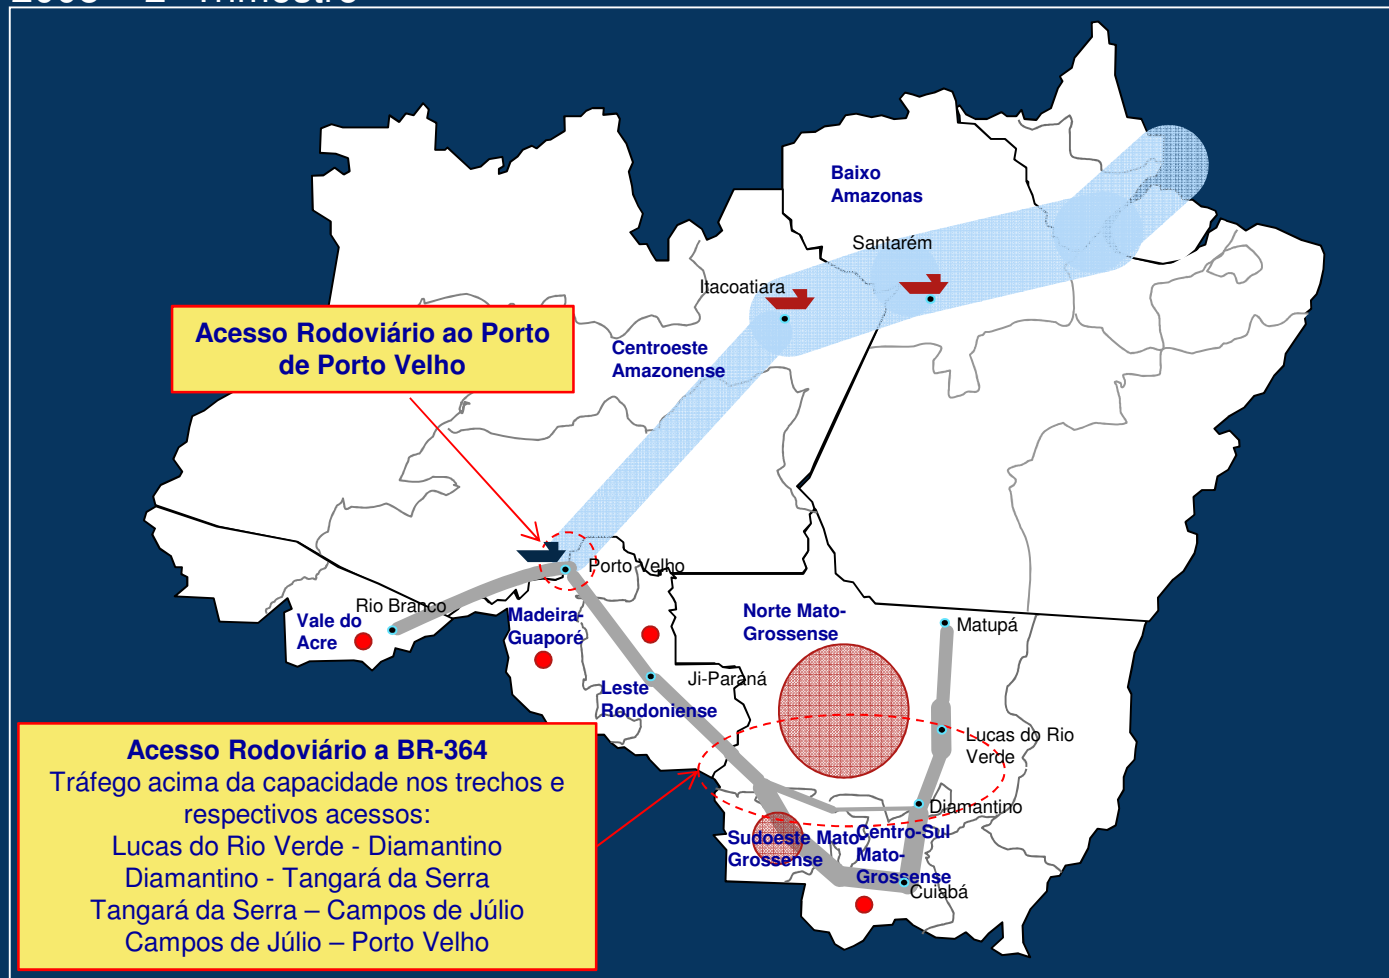 Baixo
Amazonas
Santarém
Itacoatiara
Acesso Rodoviário ao Porto
de Porto Velho
Centroeste
Amazonense
Porto Velho
Rio Branco
Vale do
Acre
Madeira-
Guaporé
Norte Mato-
Grossense
Matupá
Ji-Paraná
Leste
Rondoniense
Lucas do Rio
Verde
Acesso Rodoviário a BR-364
Tráfego acima da capacidade nos trechos e
respectivos acessos:
Lucas do Rio Verde - Diamantino
Diamantino - Tangará da Serra
Tangará da Serra – Campos de Júlio
Campos de Júlio – Porto Velho
Diamantino
Sudoeste Mato-
Grossense
Centro-Sul
Mato-
Grossense
Cuiabá